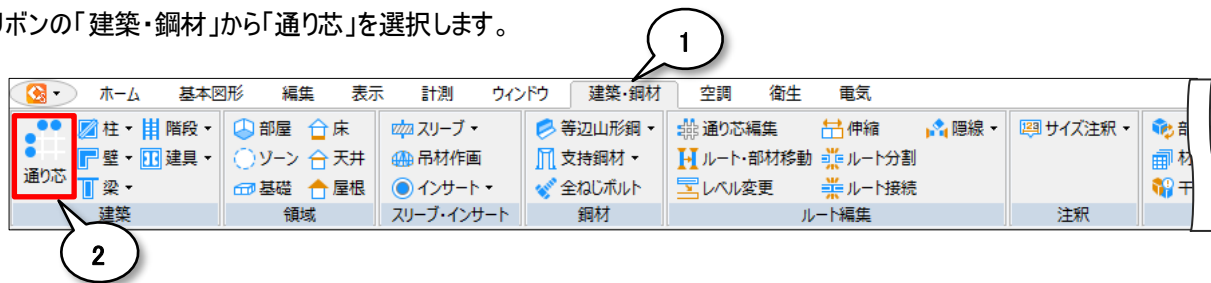 リボンの「建築・鋼材」から「通り芯」を選択します。
1
ホーム 基本図形 編集 表示 計測 ウィンドウ 建築・鋼材 空調 衛生 電気
柱 階段 部屋 床 スリーブ 等辺山形鋼 通り芯編集 伸縮 隠線 サイズ注釈
通り芯 壁 建具 ゾーン 天井 吊材作画 支持鋼材 ルート・部材移動 ルート分割
梁 基礎 屋根 インサート 全ねじボルト レベル変更 ルート接続
建築 領域 スリーブ・インサート 鋼材 ルート編集 注釈
2